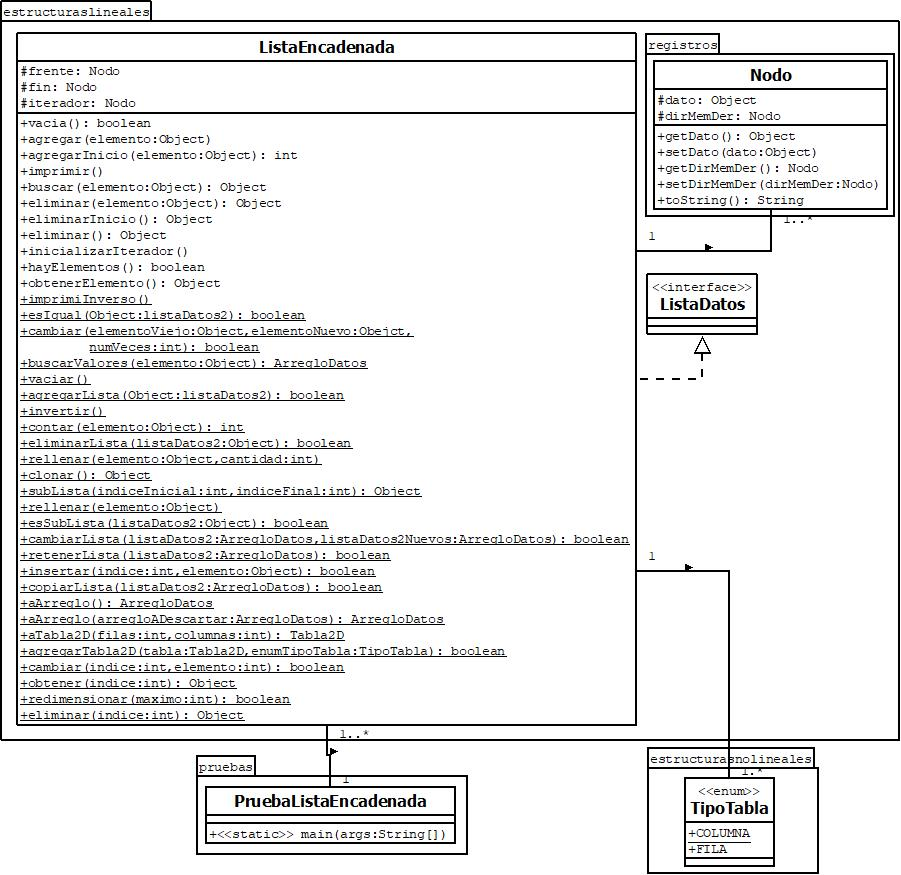 estructuraslineales
ListaEncadenada
#frente: Nodo
#fin: Nodo
#iterador: Nodo
+vacia(): boolean
+agregar(elemento:Object)
+agregarInicio(elemento:Object): int
+imprimir()
+buscar(elemento:Object): Object
+eliminar(elemento:Object): Object
+eliminarInicio(): Object
+eliminar(): Object
+inicializarIterador()
+hayElementos(): boolean
+obtenerElemento(): Object
+imprimiInverso()
+esIgual(Object:listaDatos2): boolean
+cambiar(elementoViejo:Object,elementoNuevo:Obejct,
numVeces:int): boolean
+buscarValores(elemento:Object): ArregloDatos
+vaciar()
+agregarLista(Object:listaDatos2): boolean
+invertir()
+contar(elemento:Object): int
+eliminarLista(listaDatos2:Object): boolean
+rellenar(elemento:Object,cantidad:int)
+clonar(): Object
+subLista(indiceInicial:int,indiceFinal:int): Object
+rellenar(elemento:Object)
+esSubLista(listaDatos2:Object): boolean
+cambiarLista(listaDatos2:ArregloDatos,listaDatos2Nuevos:ArregloDatos): boolean
+retenerLista(listaDatos2:ArregloDatos): boolean
+insertar(indice:int,elemento:Object): boolean
+copiarLista(listaDatos2:ArregloDatos): boolean
+aArreglo(): ArregloDatos
+aArreglo(arregloADescartar:ArregloDatos): ArregloDatos
+aTabla2D(filas:int,columnas:int): Tabla2D
+agregarTabla2D(tabla:Tabla2D,enumTipoTabla:TipoTabla): boolean
+cambiar(indice:int,elemento:int): boolean
+obtener(indice:int): Object
+redimensionar(maximo:int): boolean
+eliminar(indice:int): Object
registros
Nodo
#dato: Object
#dirMemDer: Nodo
+getDato(): Object
+setDato(dato:Object)
+getDirMemDer(): Nodo
+setDirMemDer(dirMemDer:Nodo)
+toString(): String
1..*
1
<<interface>>
ListaDatos
1
1..*
1
pruebas
PruebaListaEncadenada
+<<static>> main(args:String[])
estructurasnolineales
1.*
<<enum>>
TipoTabla
+COLUMNA
+FILA